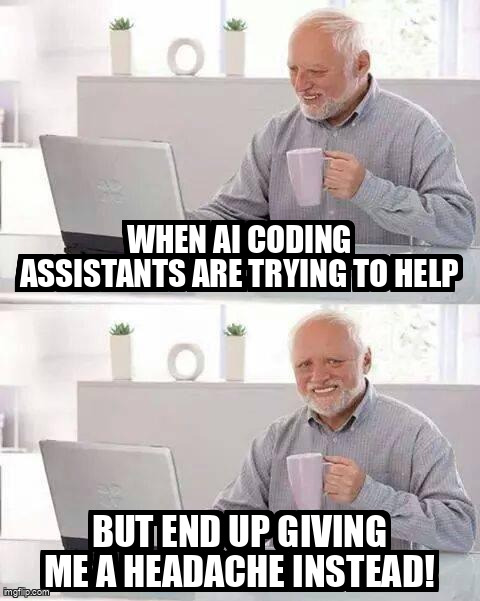 WHEN AI CODING
ASSISTANTS ARE TRYING TO HELP
BUT END UP GIVING
ME A HEADACHE INSTEAD!
imgflip.com